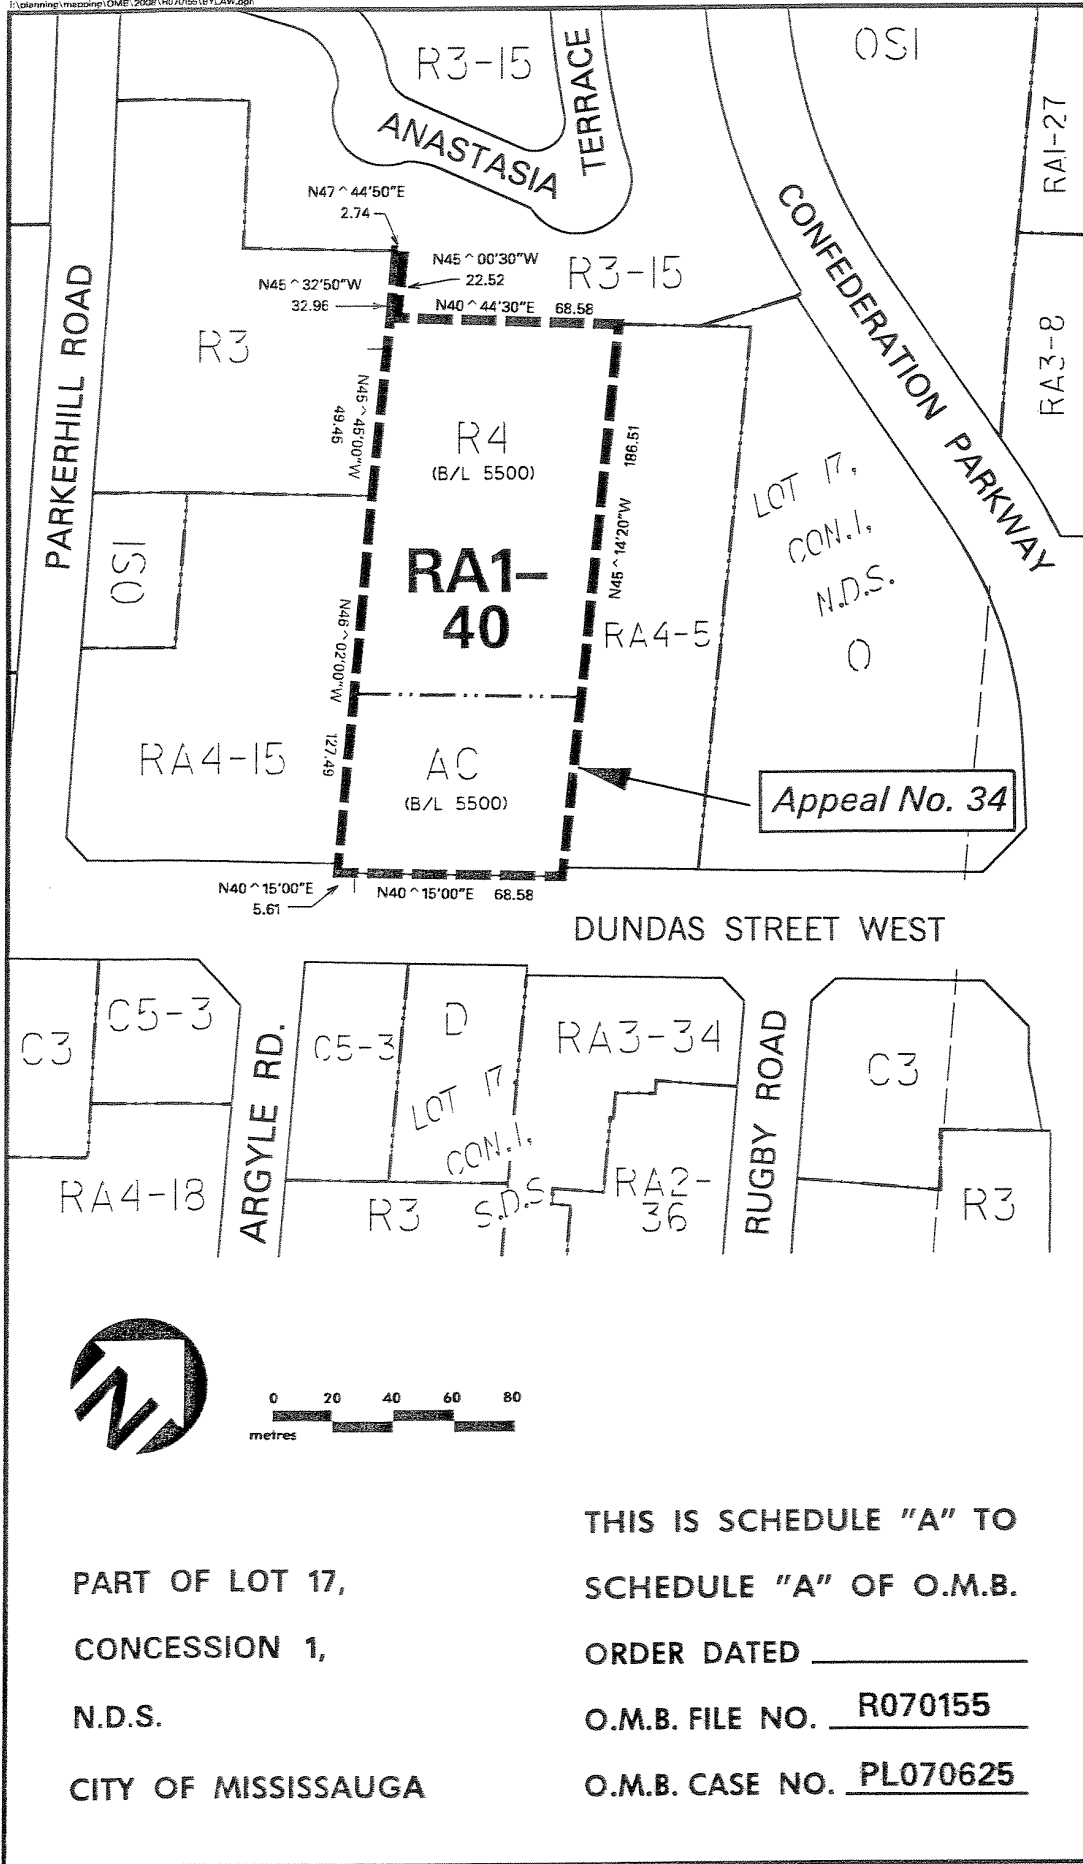 R3-15
OS1
ANASTASIA
TERRACE
RA1-27
CONFEDERATION PARKWAY
RA3-8
N47^44'50"E
2.74
N45^00'30"W
22.52
R3-15
N45^32'50"W
32.96
N40^44'30"E 68.58
PARKERHILL ROAD
R3
N45^45'00"W
49.45
R4
(B/L 5500)
186.51
N45^14'20"W
LOT 17,
CON.1,
N.D.S.
O
OS1
RA1-
40
N46^02'00"W
127.49
RA4-5
RA4-15
AC
(B/L 5500)
Appeal No. 34
N40^15'00"E
5.61
N40^15'00"E 68.58
DUNDAS STREET WEST
C3
C5-3
ARGYLE RD.
C5-3
D
LOT 17
CON.1,
S.D.S.
RA3-34
RUGBY ROAD
C3
RA4-18
R3
RA2-
36
R3
N
0 20 40 60 80
metres
PART OF LOT 17,
CONCESSION 1,
N.D.S.
CITY OF MISSISSAUGA
THIS IS SCHEDULE "A" TO
SCHEDULE "A" OF O.M.B.
ORDER DATED
O.M.B. FILE NO. R070155
O.M.B. CASE NO. PL070625